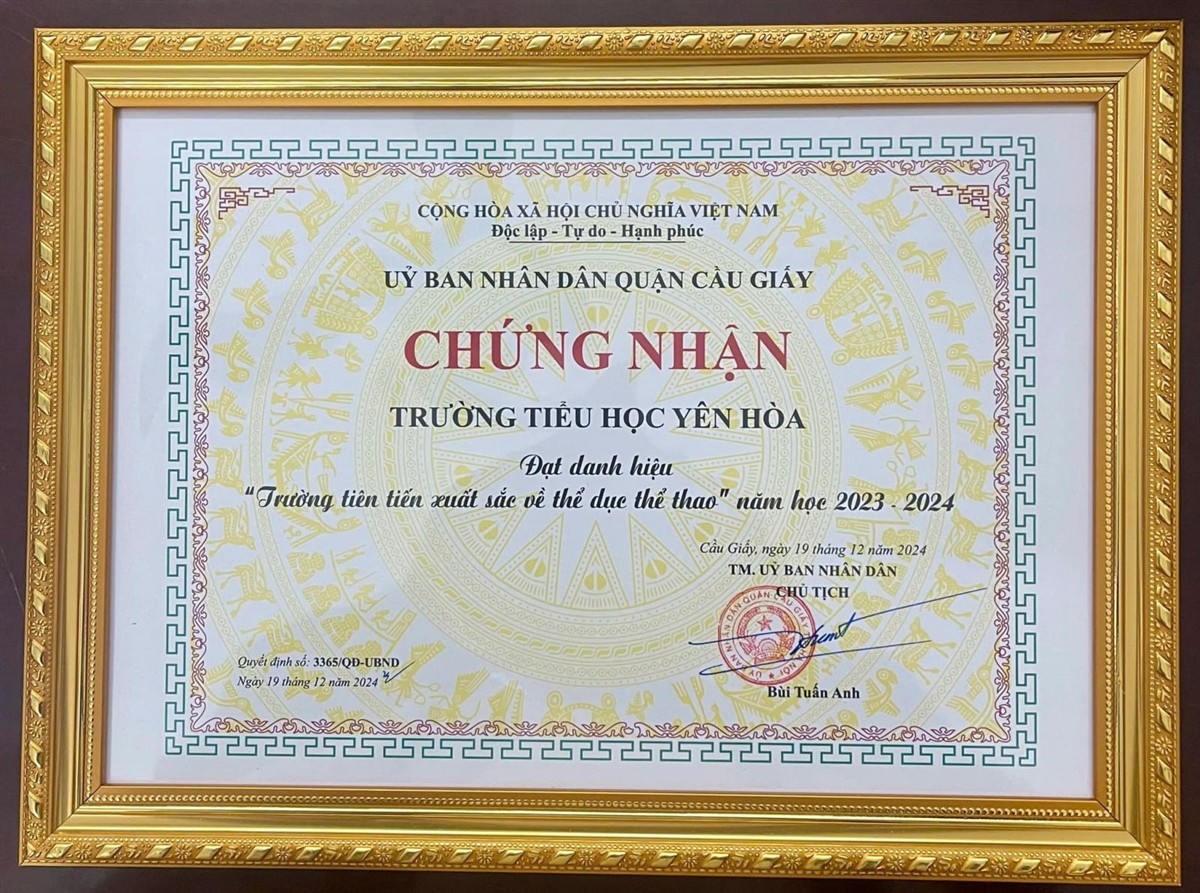 CỘNG HÒA XÃ HỘI CHỦ NGHĨA VIỆT NAM
Độc lập - Tự do - Hạnh phúc
UỶ BAN NHÂN DÂN QUẬN CẦU GIẤY
CHỨNG NHẬN
TRƯỜNG TIỂU HỌC YÊN HÒA
Đạt danh hiệu
“Trường tiên tiến xuất sắc về thể dục thể thao" năm học 2023 - 2024
Cầu Giấy, ngày 19 tháng 12 năm 2024
TM. UỶ BAN NHÂN DÂN
CHỦ TỊCH
Bùi Tuấn Anh
Quyết định số: 3365/QĐ-UBND
Ngày 19 tháng 12 năm 2024